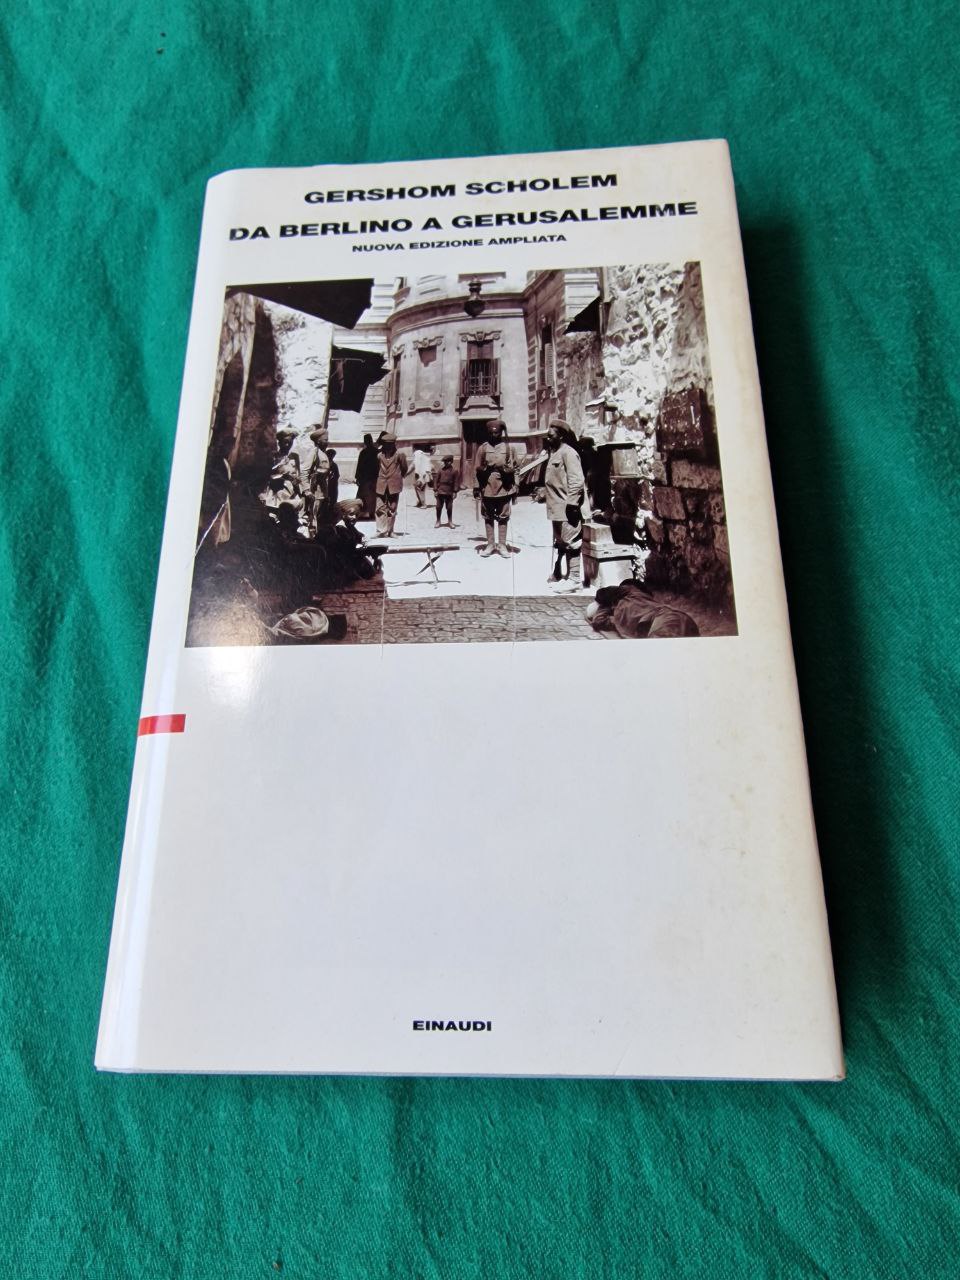 GERSHOM SCHOLEM
DA BERLINO A GERUSALEMME
NUOVA EDIZIONE AMPLIATA
EINAUDI